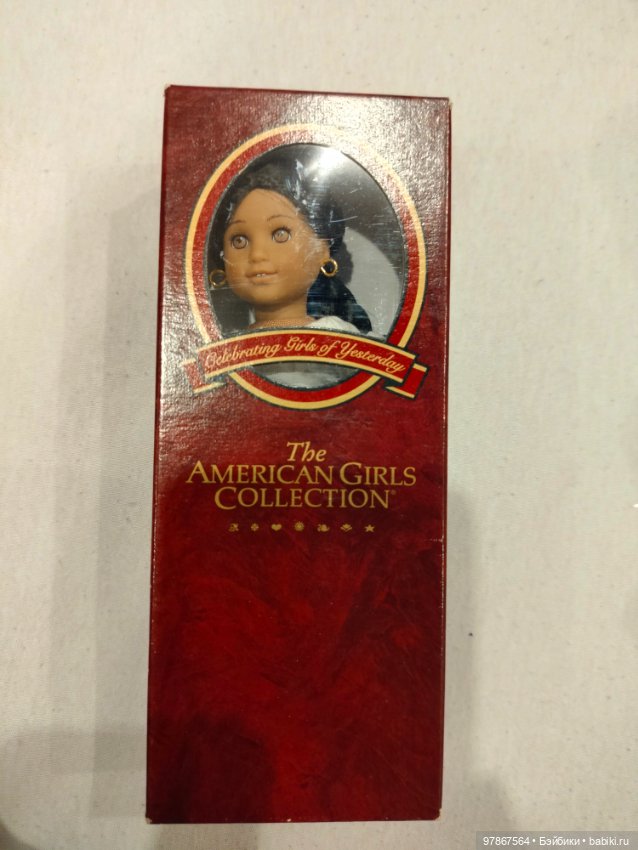 Celebrating Girls of Yesterday
The
AMERICAN GIRLS
COLLECTION®
97867564 • Бэйбики • babiki.ru